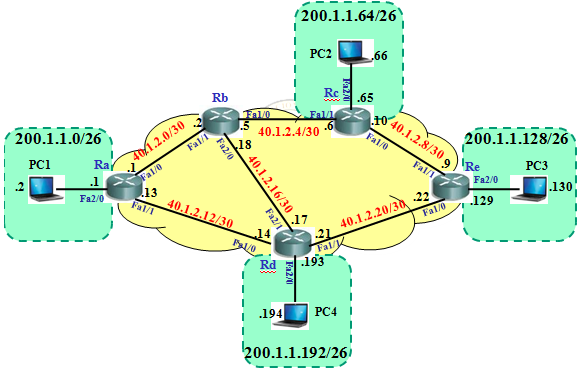 200.1.1.64/26
PC2
.66
Fa2/0
Rb
Rc
.65
.2
Fa1/0
Fa1/1
.10
200.1.1.0/26
40.1.2.0/30
Fa1/1
.5
40.1.2.4/30
.6
Fa1/0
40.1.2.8/30
200.1.1.128/26
PC1
Ra
.18
Fa2/0
.9
Re
PC3
.2
.1
.1
Fa1/0
40.1.2.16/30
Fa1/1
Fa2/0
.130
Fa2/0
.13
Fa1/1
40.1.2.12/30
40.1.2.20/30
.22
Fa1/0
.129
Fa2/1
.17
.14
.21
Fa1/0
Fa1/1
Rd
.193
Fa2/0
.194
PC4
200.1.1.192/26